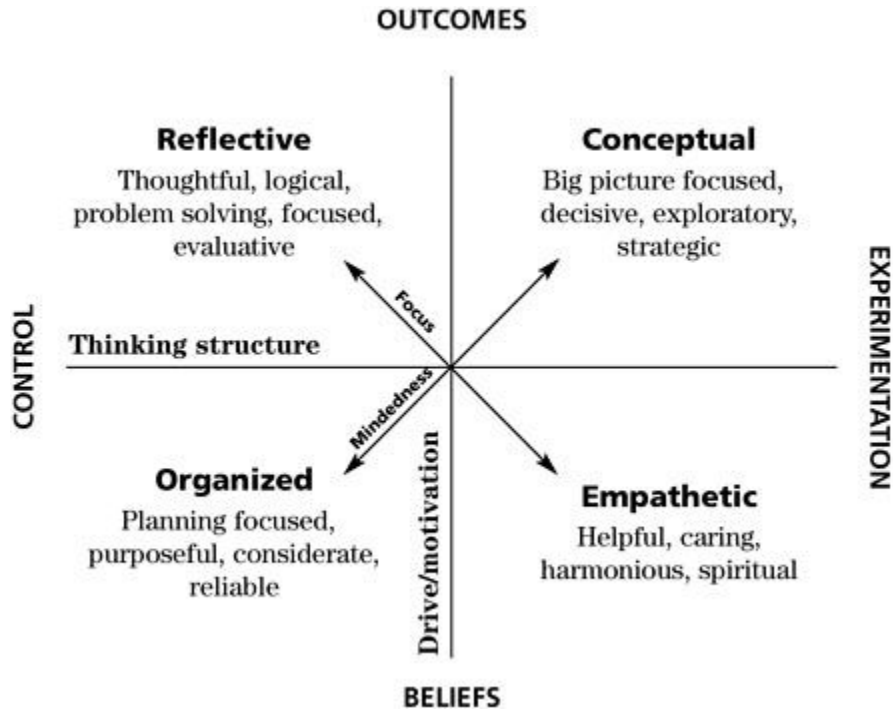 OUTCOMES
Reflective
Thoughtful, logical,
problem solving, focused,
evaluative
Conceptual
Big picture focused,
decisive, exploratory,
strategic
Focus
CONTROL
Thinking structure
EXPERIMENTATION
Mindedness
Organized
Planning focused,
purposeful, considerate,
reliable
Drive/motivation
Empathetic
Helpful, caring,
harmonious, spiritual
BELIEFS